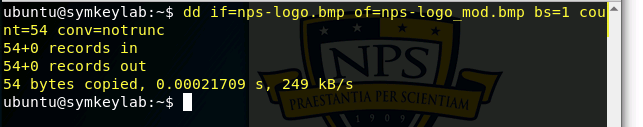 ubuntu@symkeylab:~$ dd if=nps-logo.bmp of=nps-logo_mod.bmp bs=1 cou
nt=54 conv=notrunc
54+0 records in
54+0 records out
54 bytes copied, 0.00021709 s, 249 kB/s
ubuntu@symkeylab:~$
NPS
PRAESTANTIA PER SCIENTIAM
1909